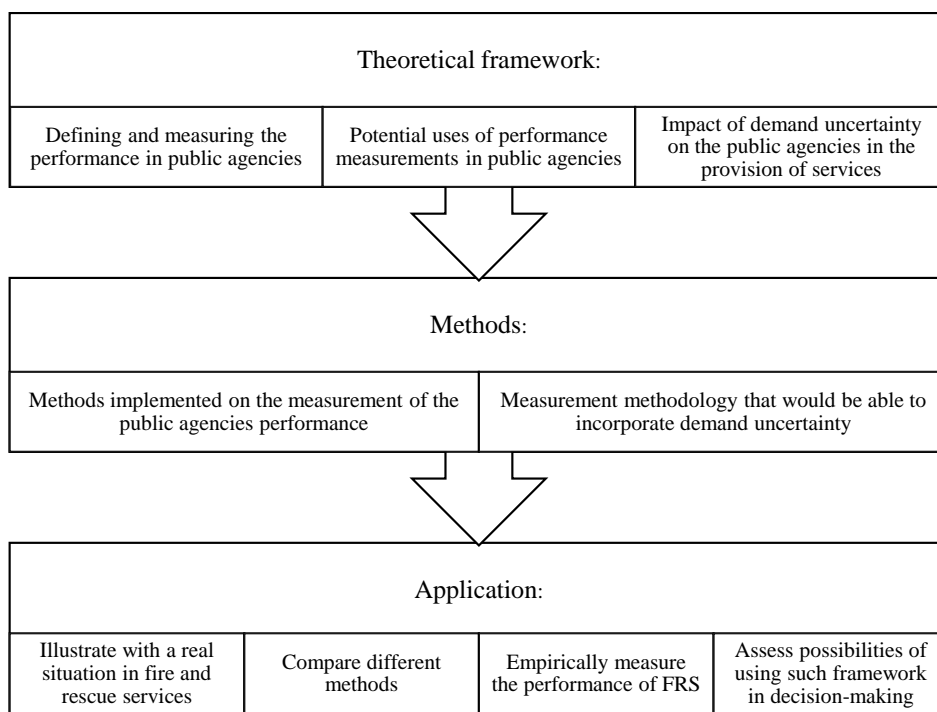 Theoretical framework:
Defining and measuring the
performance in public agencies
Potential uses of performance
measurements in public agencies
Impact of demand uncertainty
on the public agencies in the
provision of services
Methods:
Methods implemented on the measurement of the
public agencies performance
Measurement methodology that would be able to
incorporate demand uncertainty
Application:
Illustrate with a real
situation in fire and
rescue services
Compare different
methods
Empirically measure
the performance of FRS
Assess possibilities of
using such framework
in decision-making